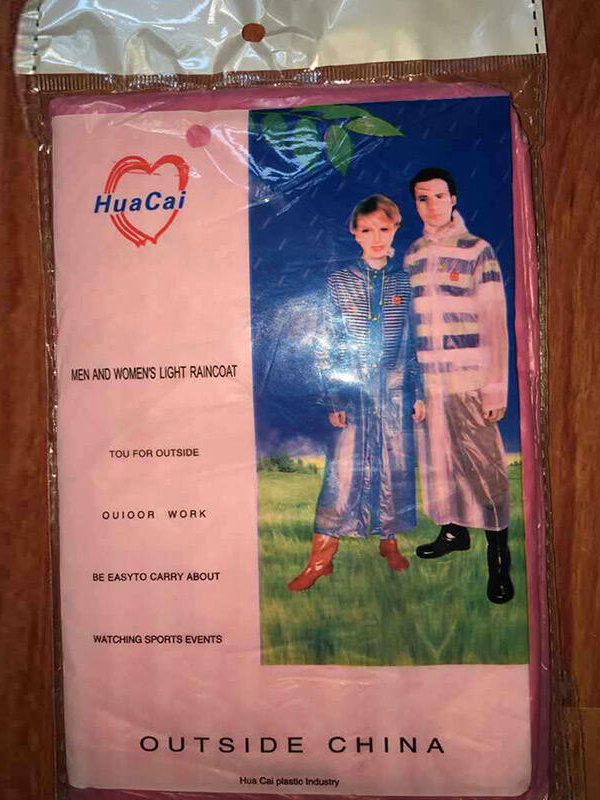 HuaCai
MEN AND WOMEN'S LIGHT RAINCOAT
TOU FOR OUTSIDE
OUIOOR WORK
BE EASYTO CARRY ABOUT
WATCHING SPORTS EVENTS
OUTSIDE CHINA
Hua Cai plastic Industry